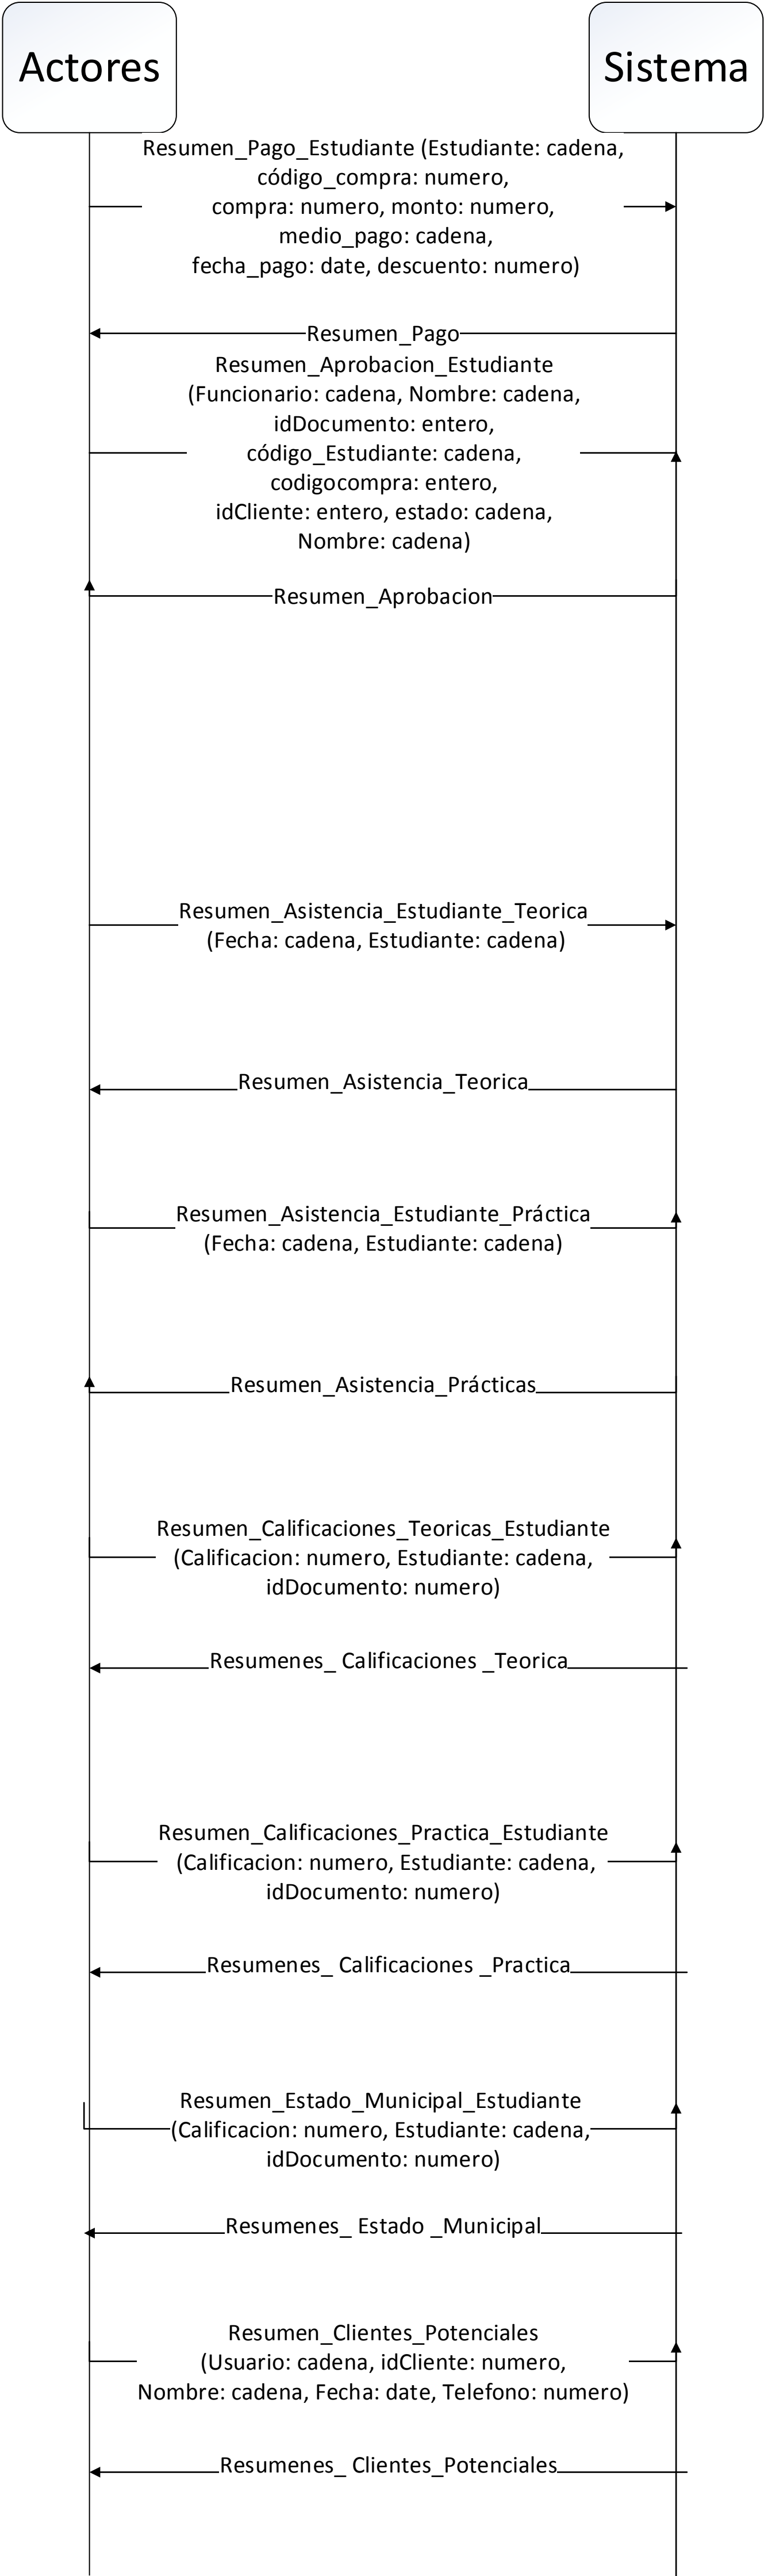 Actores
Sistema
Resumen_Pago_Estudiante (Estudiante: cadena,
código_compra: numero,
compra: numero, monto: numero,
medio_pago: cadena,
fecha_pago: date, descuento: numero)
Resumen_Pago
Resumen_Aprobacion_Estudiante
(Funcionario: cadena, Nombre: cadena,
idDocumento: entero,
código_Estudiante: cadena,
codigocompra: entero,
idCliente: entero, estado: cadena,
Nombre: cadena)
Resumen_Aprobacion
Resumen_Asistencia_Estudiante_Teorica
(Fecha: cadena, Estudiante: cadena)
Resumen_Asistencia_Teorica
Resumen_Asistencia_Estudiante_Práctica
(Fecha: cadena, Estudiante: cadena)
Resumen_Asistencia_Prácticas
Resumen_Calificaciones_Teoricas_Estudiante
(Calificacion: numero, Estudiante: cadena,
idDocumento: numero)
Resumenes_ Calificaciones _Teorica
Resumen_Calificaciones_Practica_Estudiante
(Calificacion: numero, Estudiante: cadena,
idDocumento: numero)
Resumenes_ Calificaciones _Practica
Resumen_Estado_Municipal_Estudiante
(Calificacion: numero, Estudiante: cadena,
idDocumento: numero)
Resumenes_ Estado _Municipal
Resumen_Clientes_Potenciales
(Usuario: cadena, idCliente: numero,
Nombre: cadena, Fecha: date, Telefono: numero)
Resumenes_ Clientes_Potenciales